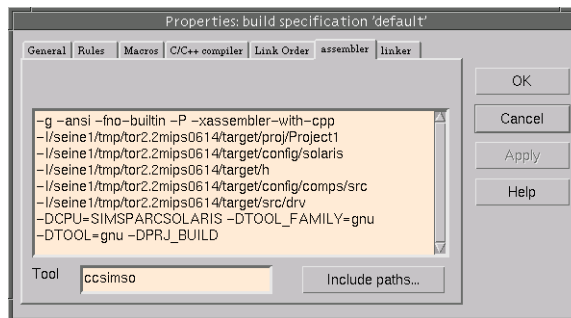 Properties: build specification 'default'
General Rules Macros C/C++ compiler Link Order assembler linker
OK
Cancel
Apply
Help
-g -ansi -fno-builtin -P -xassembler-with-cpp
-I/seine1/tmp/tor2.2mips0614/target/proj/Project1
-I/seine1/tmp/tor2.2mips0614/target/config/solaris
-I/seine1/tmp/tor2.2mips0614/target/h
-I/seine1/tmp/tor2.2mips0614/target/config/comps/src
-I/seine1/tmp/tor2.2mips0614/target/src/drv
-DCPU=SIMSPARCSOLARIS -DTOOL_FAMILY=gnu
-DTOOL=gnu -DPRJ_BUILD
Tool ccsimso Include paths...